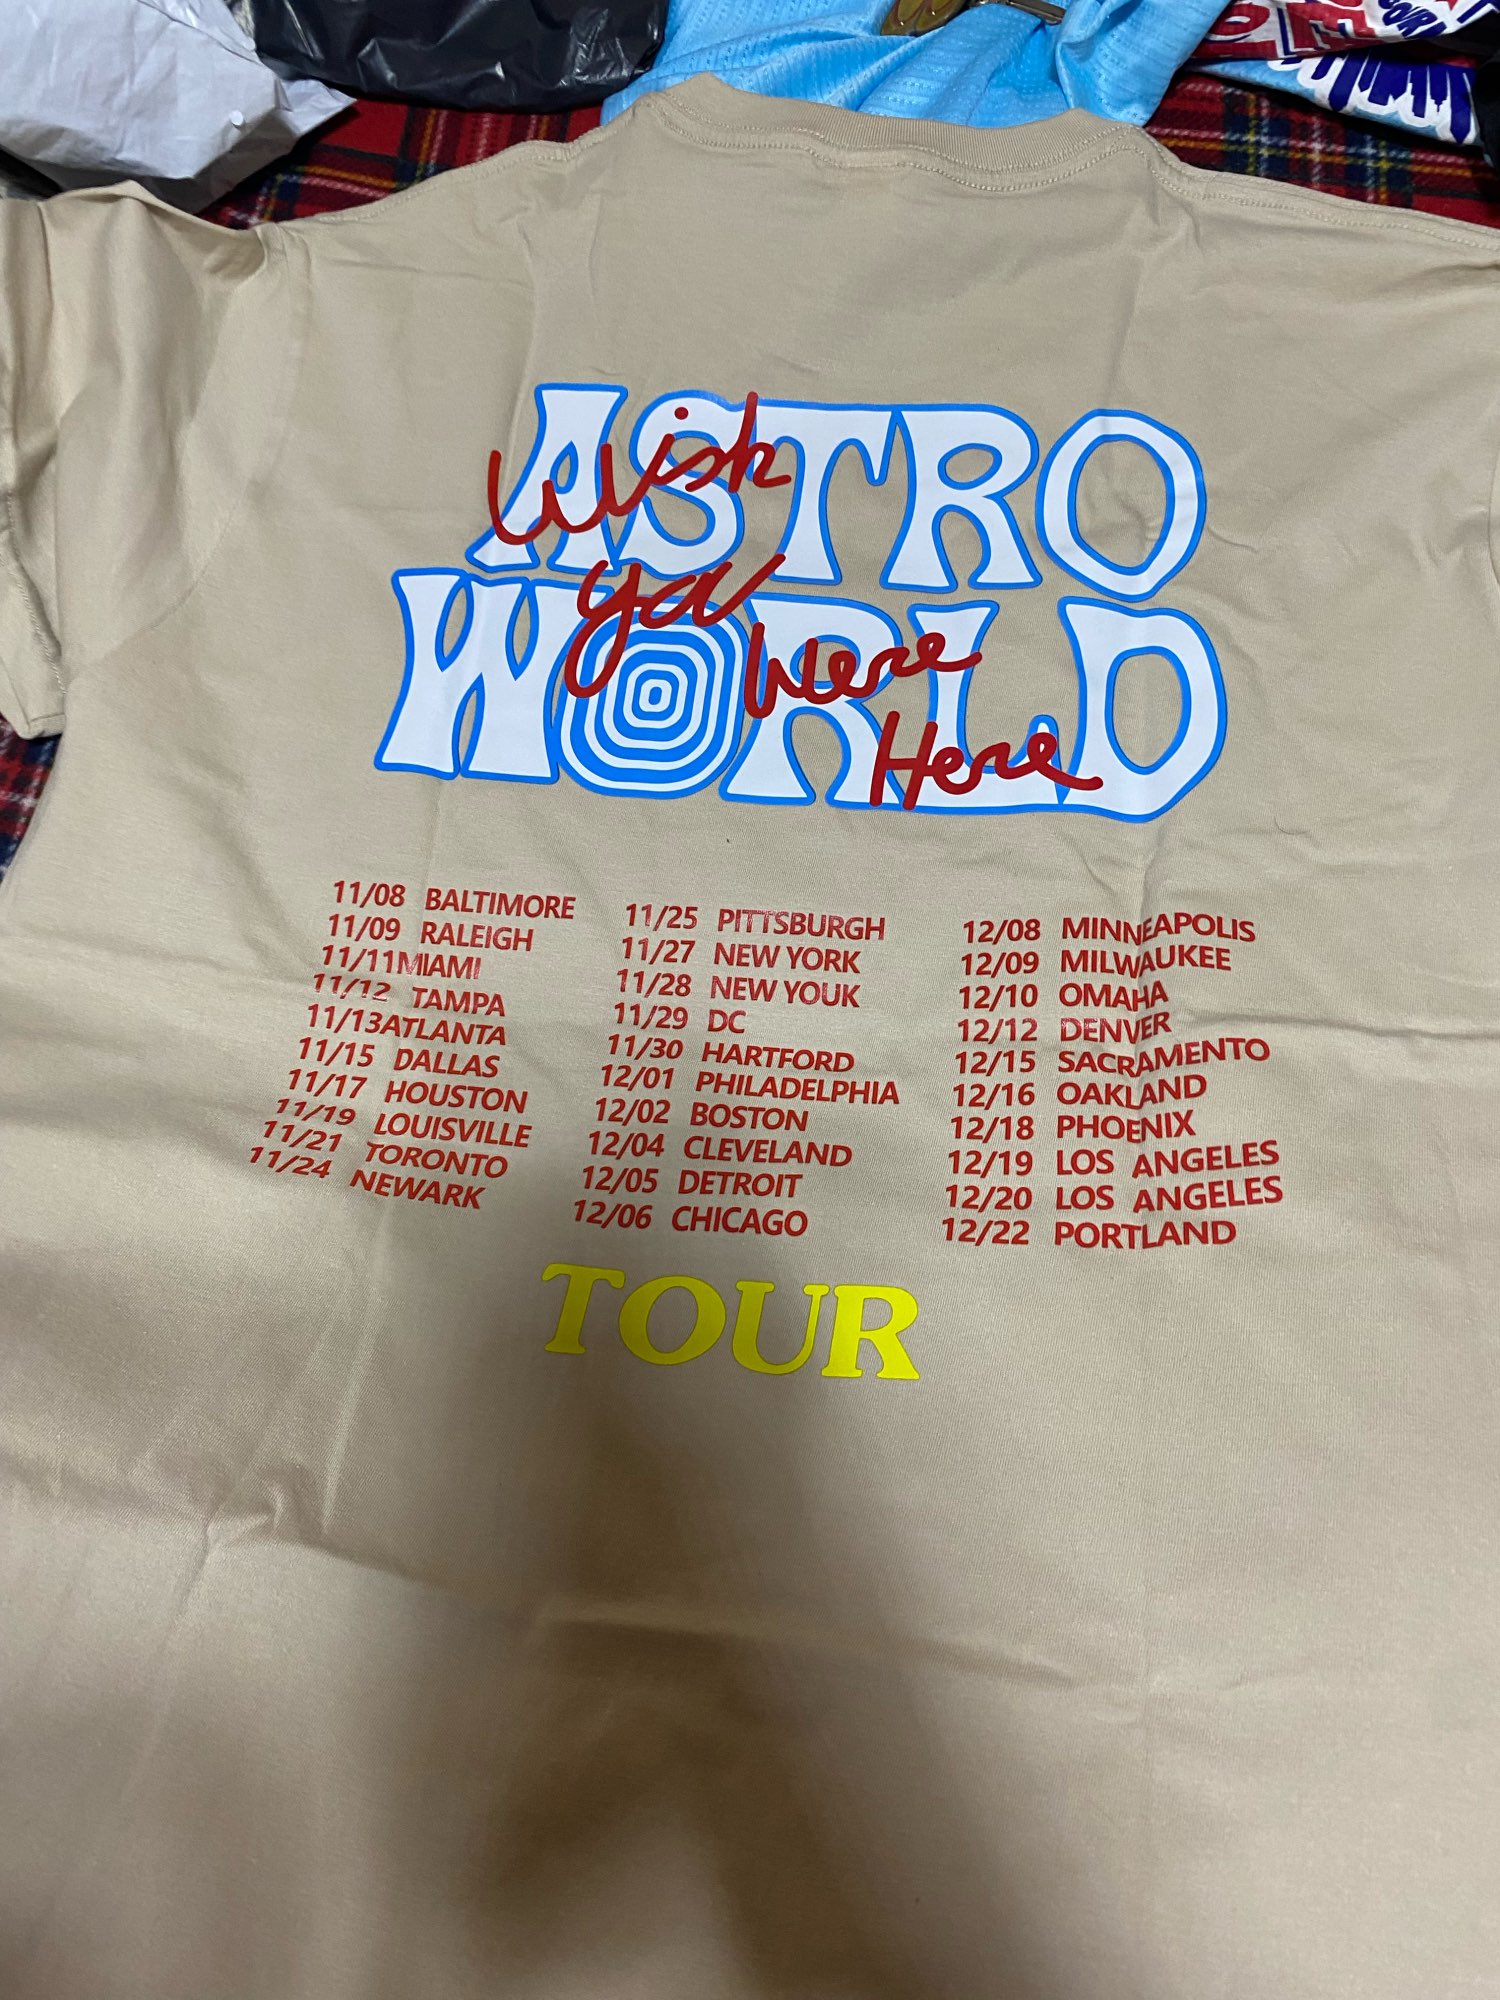 ASTRO
WORLD
Wish
ya
Were
Here
11/08 BALTIMORE
11/09 RALEIGH
11/11MIAMI
11/12 TAMPA
11/13ATLANTA
11/15 DALLAS
11/17 HOUSTON
11/19 LOUISVILLE
11/21 TORONTO
11/24 NEWARK
11/25 PITTSBURGH
11/27 NEW YORK
11/28 NEW YOUK
11/29 DC
11/30 HARTFORD
12/01 PHILADELPHIA
12/02 BOSTON
12/04 CLEVELAND
12/05 DETROIT
12/06 CHICAGO
12/08 MINNEAPOLIS
12/09 MILWAUKEE
12/10 OMAHA
12/12 DENVER
12/15 SACRAMENTO
12/16 OAKLAND
12/18 PHOENIX
12/19 LOS ANGELES
12/20 LOS ANGELES
12/22 PORTLAND
TOUR